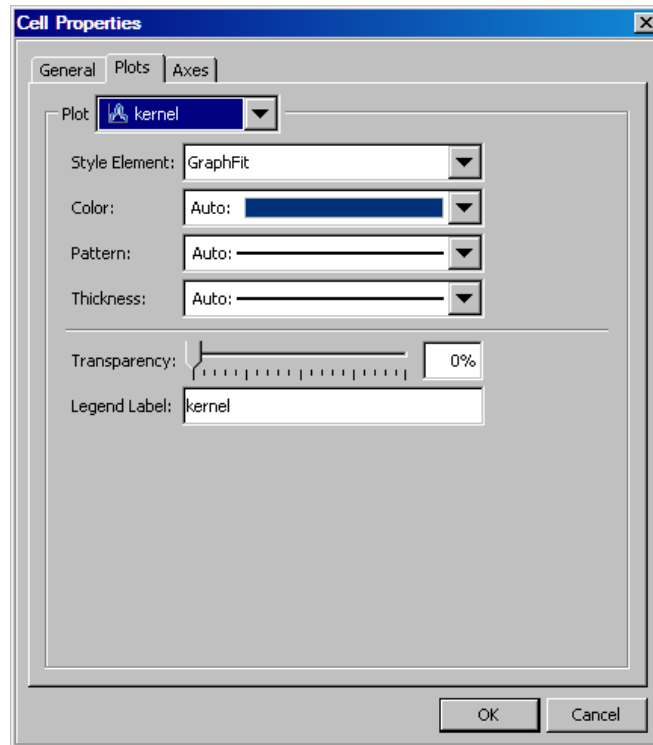 Cell Properties
General Plots Axes
Plot kernel
Style Element: GraphFit
Color: Auto:
Pattern: Auto:
Thickness: Auto:
Transparency: 0%
Legend Label: kernel
OK Cancel